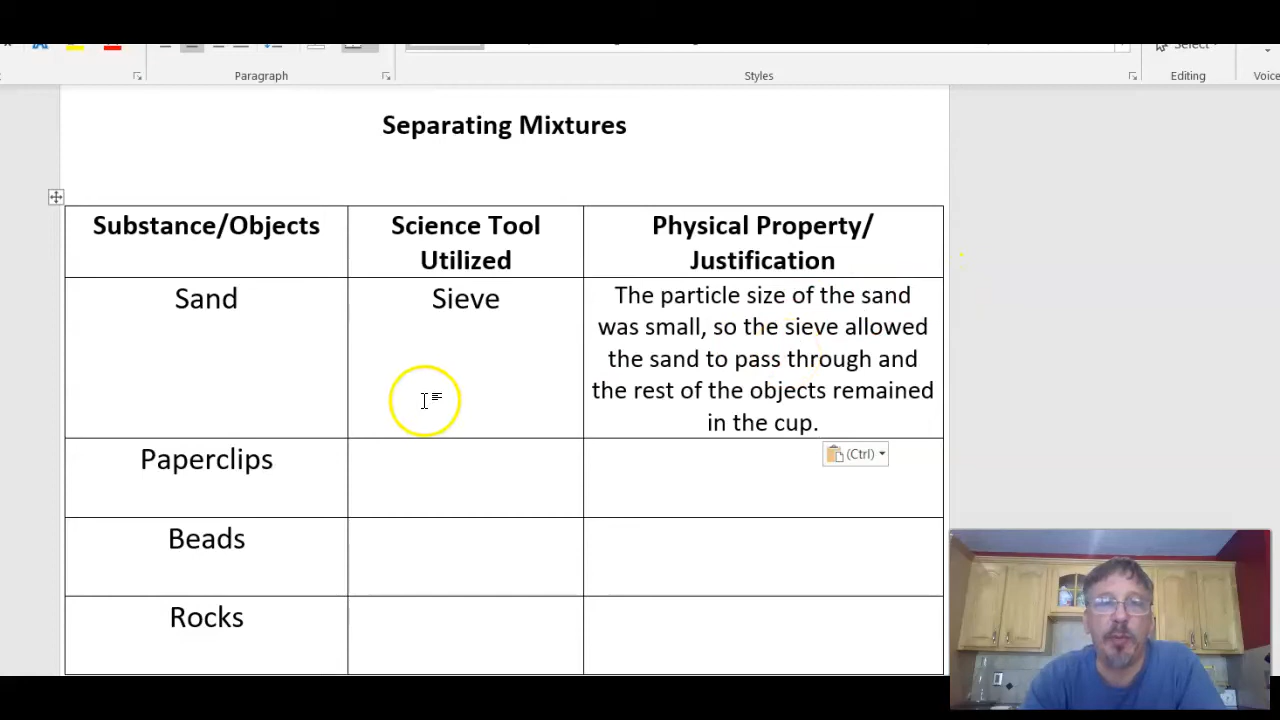 Select
Paragraph
Styles
Editing
Voice
Separating Mixtures
Substance/Objects
Science Tool
Utilized
Physical Property/
Justification
Sand
Sieve
The particle size of the sand
was small, so the sieve allowed
the sand to pass through and
the rest of the objects remained
in the cup.
(Ctrl)
Paperclips
Beads
Rocks